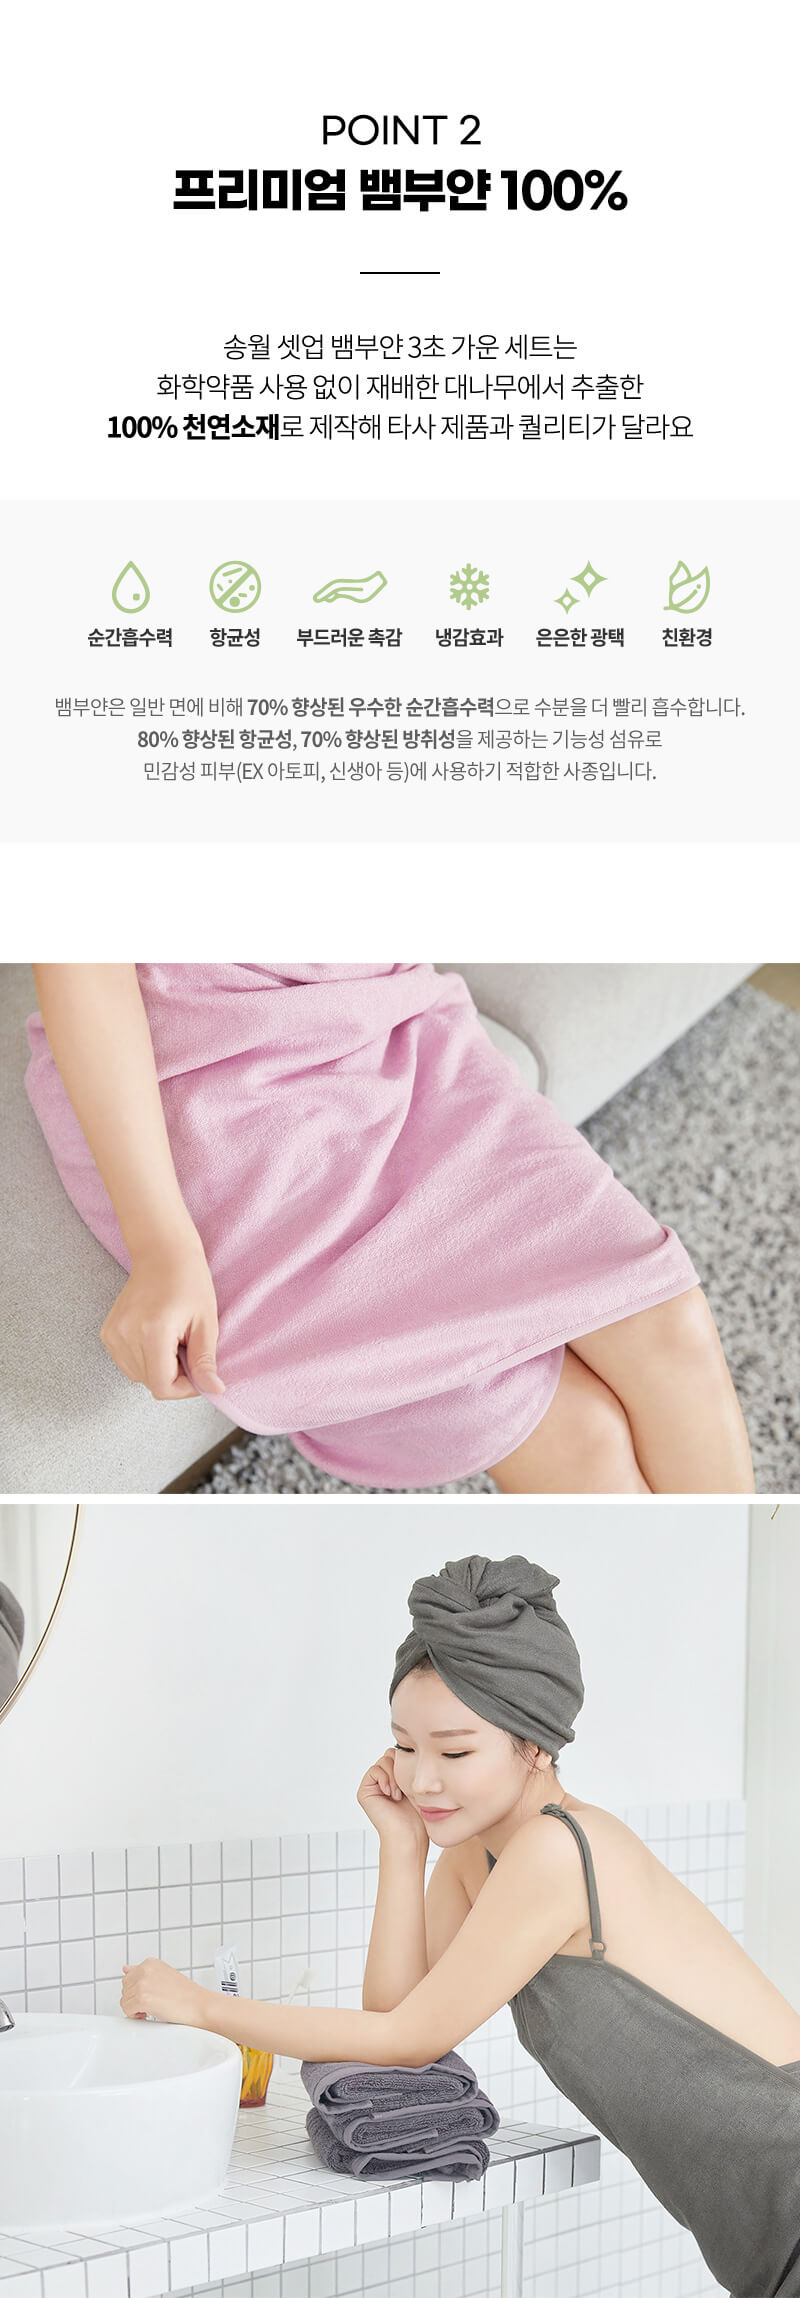 POINT 2
프리미엄 뱀부얀 100%
송월 셋업 뱀부얀 3초 가운 세트는
화학약품 사용 없이 재배한 대나무에서 추출한
100% 천연소재로 제작해 타사 제품과 퀄리티가 달라요
순간흡수력 항균성 부드러운 촉감 냉감효과 은은한 광택 친환경
뱀부얀은 일반 면에 비해 70% 향상된 우수한 순간흡수력으로 수분을 더 빨리 흡수합니다.
80% 향상된 항균성, 70% 향상된 방취성을 제공하는 기능성 섬유로
민감성 피부(EX 아토피, 신생아 등)에 사용하기 적합한 사종입니다.